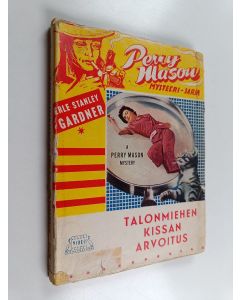 Perry Mason
MYSTEERI-SARJA
ERLE STANLEY
GARDNER
A
PERRY MASON
MYSTERY
TALONMIEHEN
KISSAN
ARVOITUS